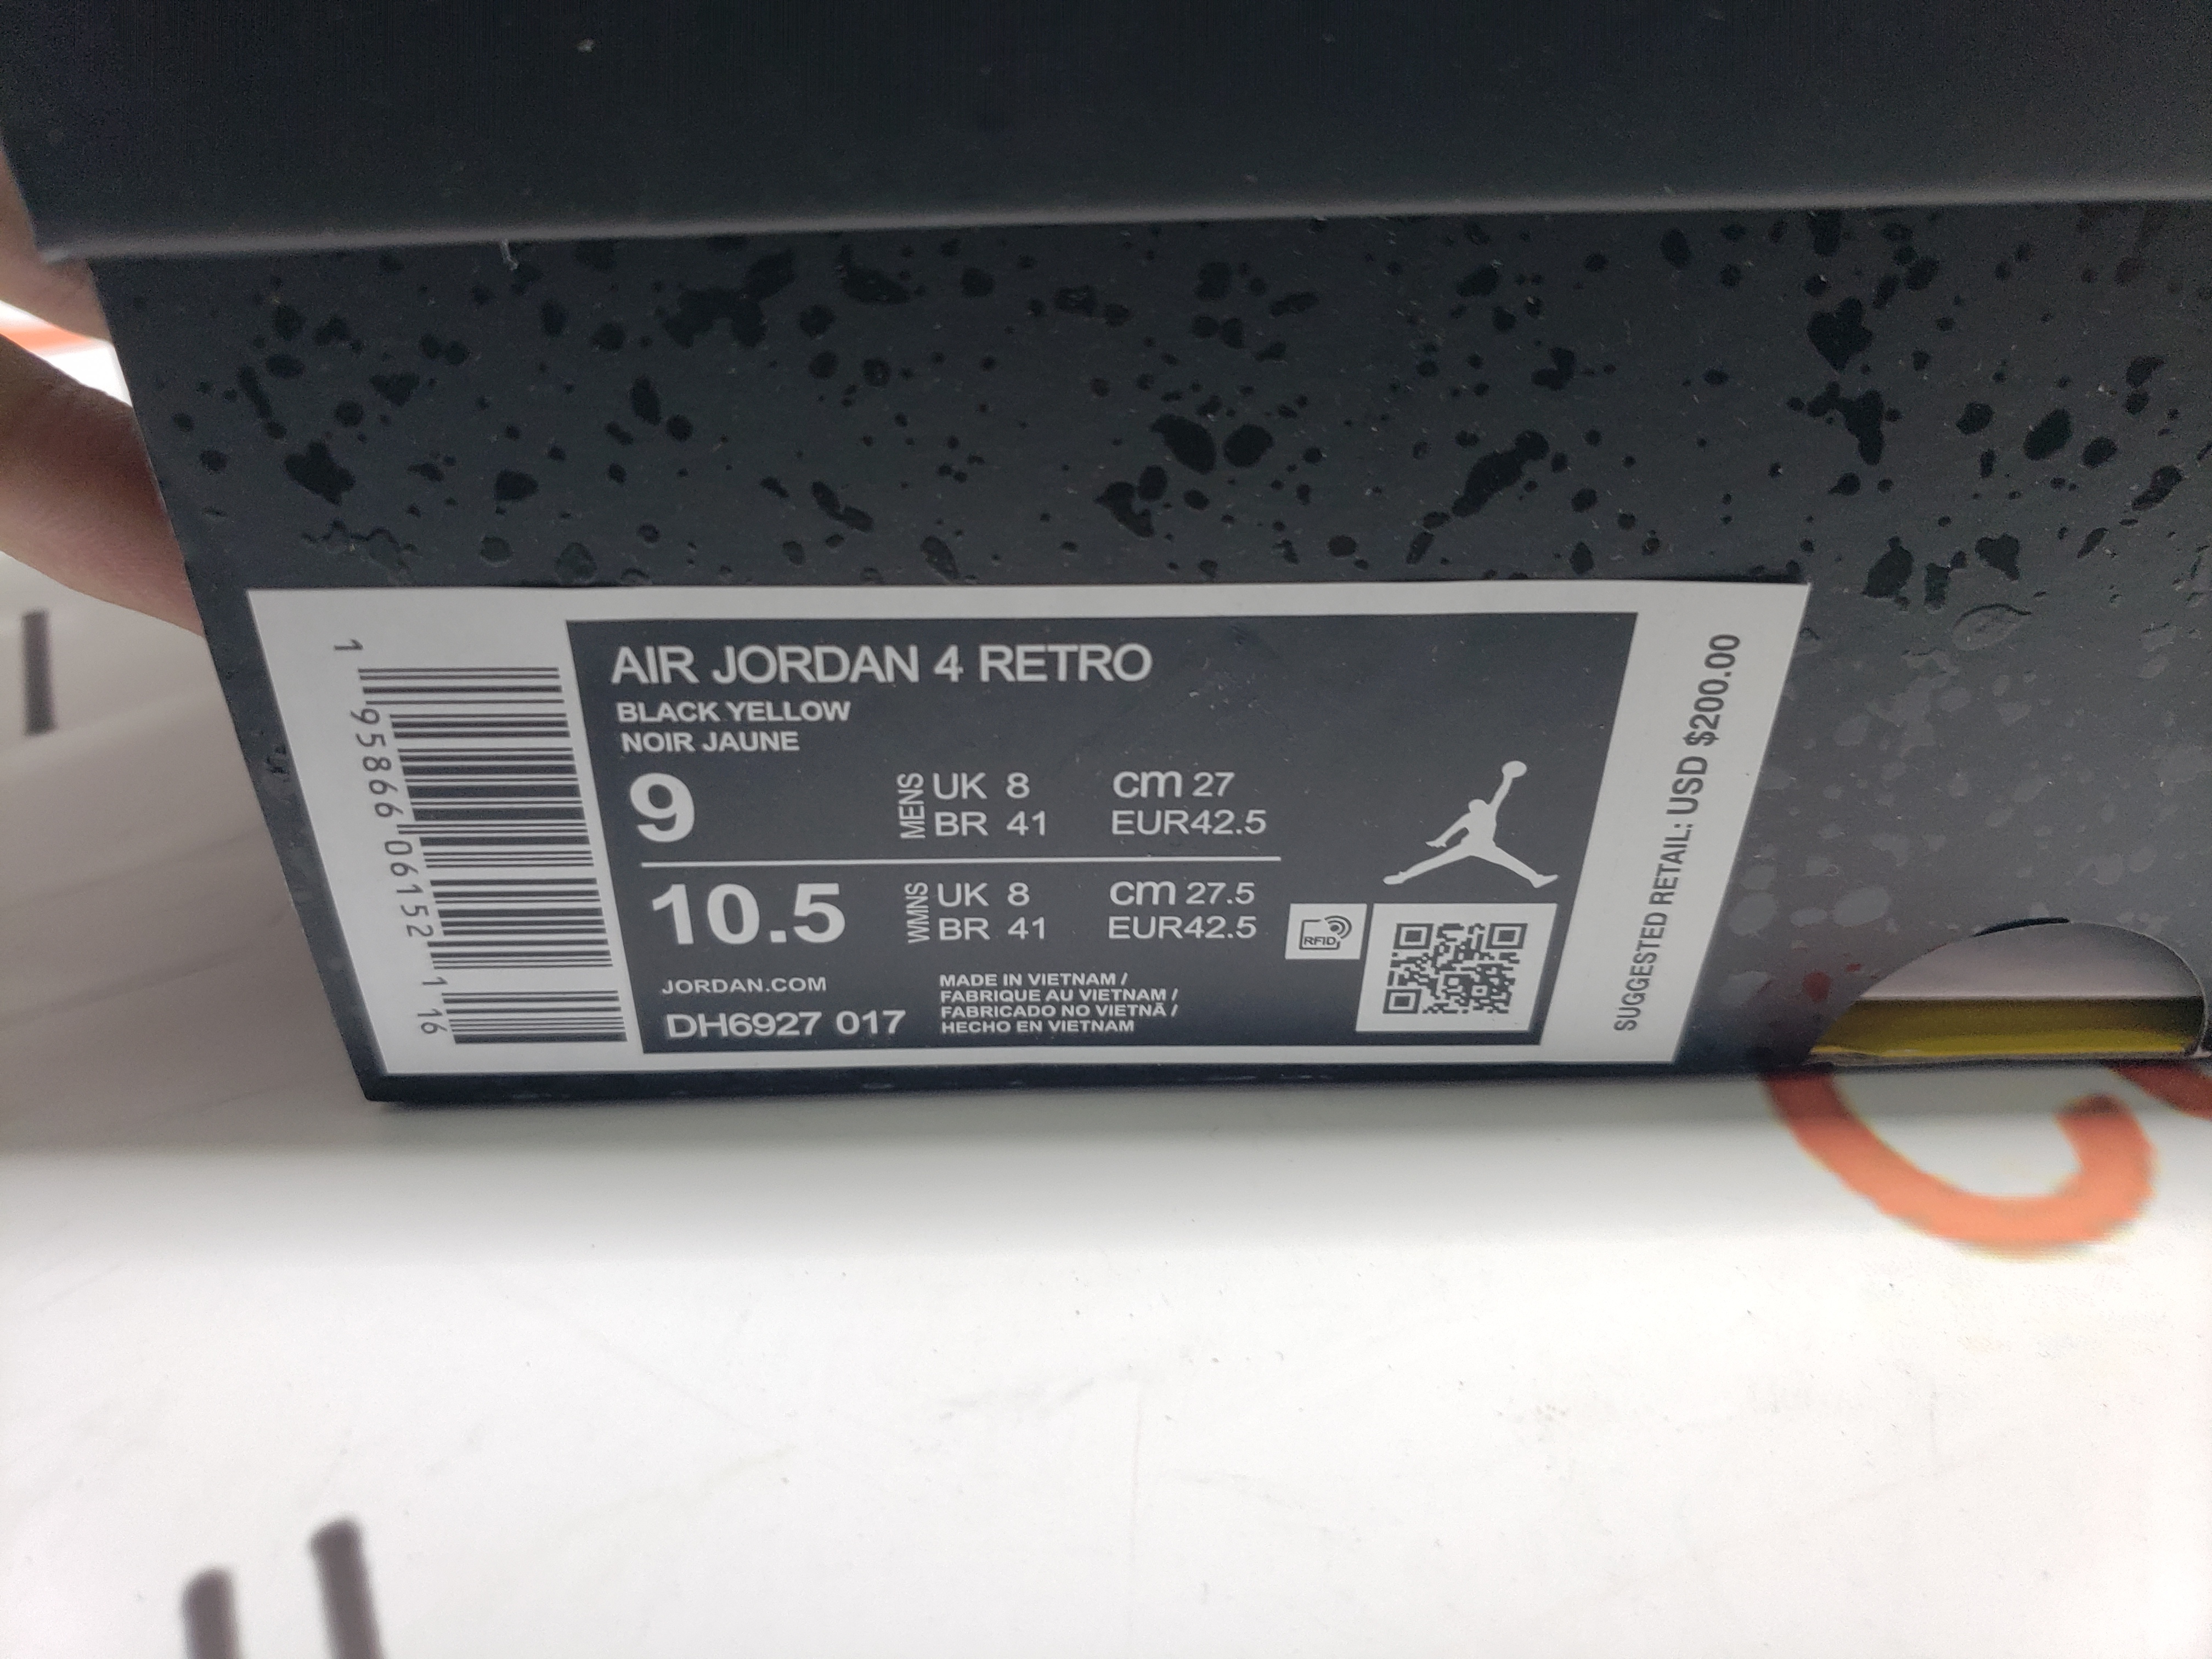 AIR JORDAN 4 RETRO
BLACK YELLOW
NOIR JAUNE
9 MENS UK 8 cm 27
BR 41 EUR42.5
10.5 WMNS UK 8 cm 27.5
BR 41 EUR42.5
JORDAN.COM
DH6927 017
MADE IN VIETNAM /
FABRIQUE AU VIETNAM /
FABRICADO NO VIETNÃ /
HECHO EN VIETNAM
RFID
SUGGESTED RETAIL: USD $200.00
1 95866 06152 1 16